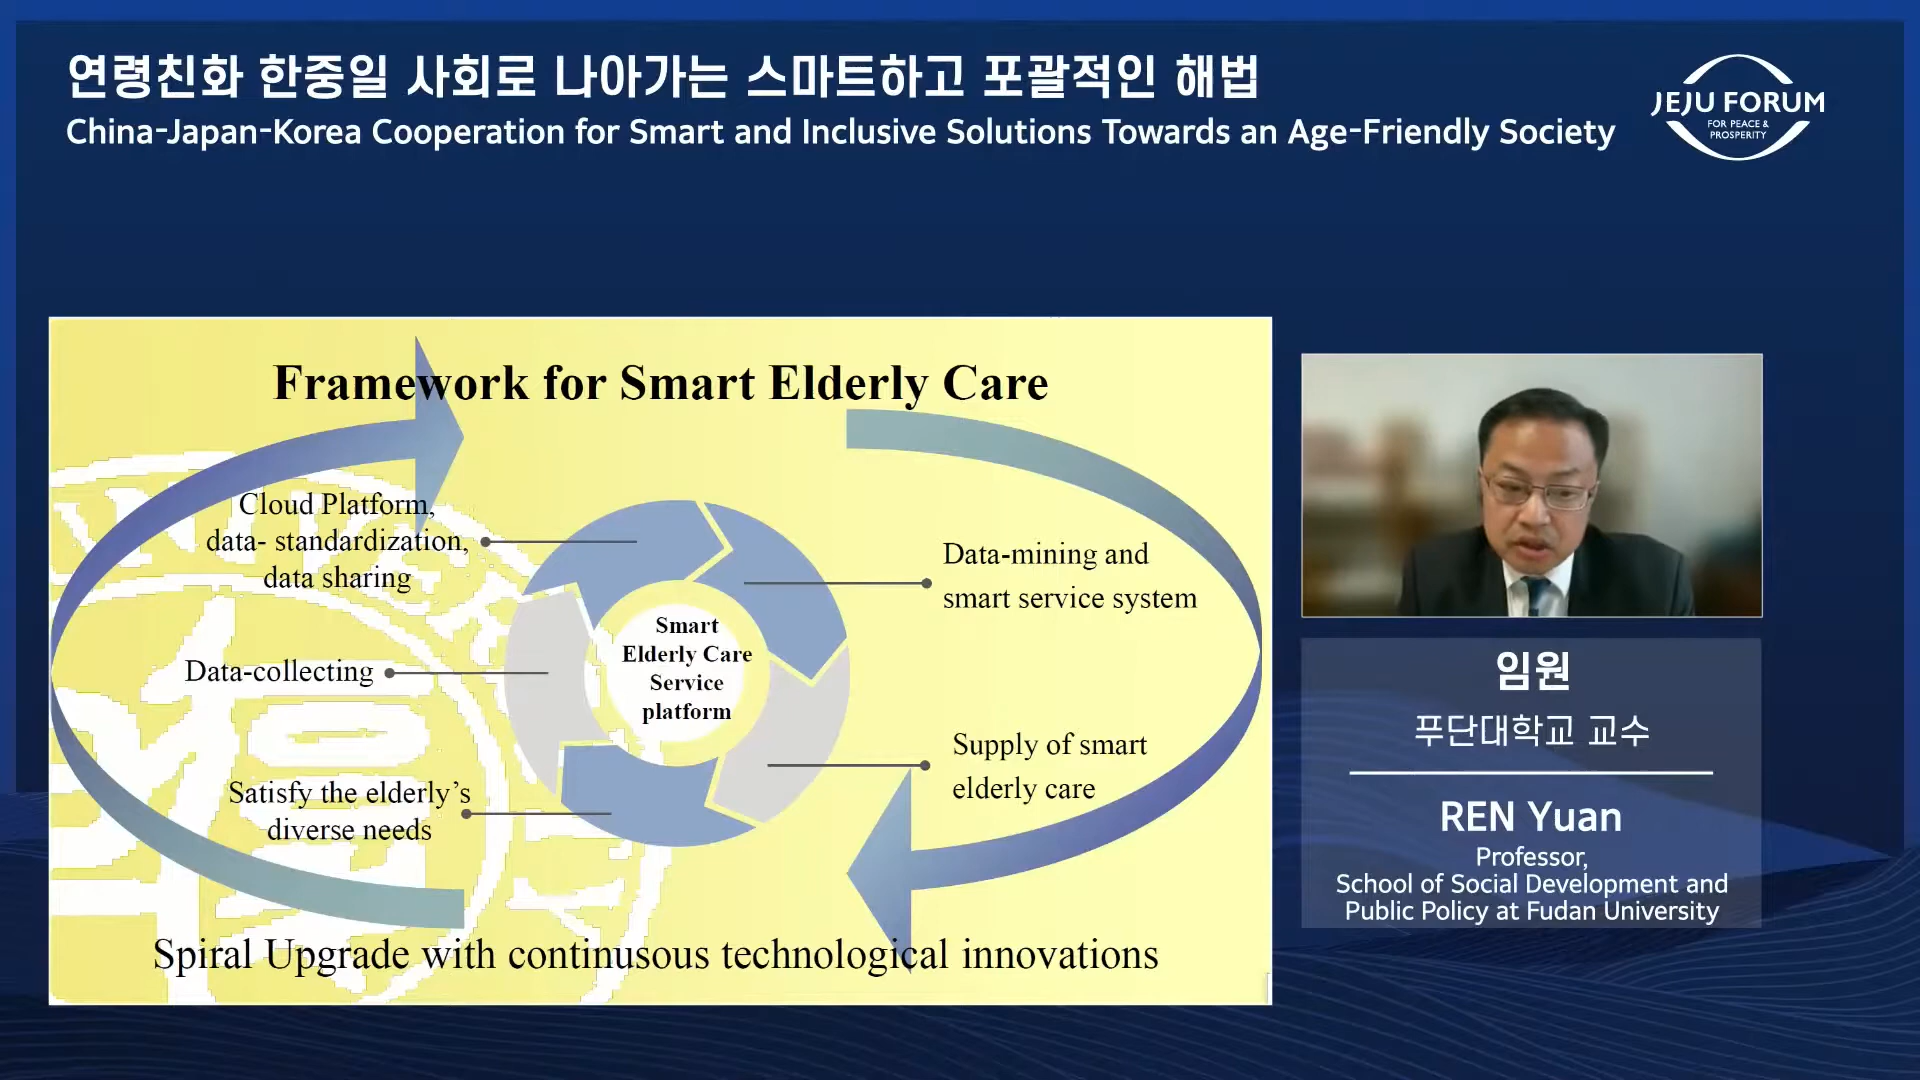 연령친화 한중일 사회로 나아가는 스마트하고 포괄적인 해법
China-Japan-Korea Cooperation for Smart and Inclusive Solutions Towards an Age-Friendly Society
JEJU FORUM
FOR PEACE &
PROSPERITY
Framework for Smart Elderly Care
Cloud Platform,
data- standardization,
data sharing
Data-collecting
Satisfy the elderly’s
diverse needs
Smart
Elderly Care
Service
platform
Data-mining and
smart service system
Supply of smart
elderly care
Spiral Upgrade with continusous technological innovations
임원
푸단대학교 교수
REN Yuan
Professor,
School of Social Development and
Public Policy at Fudan University